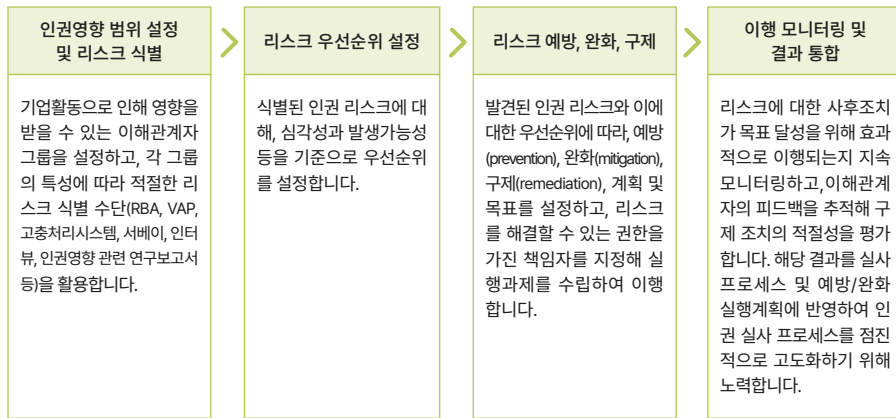 인권영향 범위 설정
및 리스크 식별
기업활동으로 인해 영향을
받을 수 있는 이해관계자
그룹을 설정하고, 각 그룹
의 특성에 따라 적절한 리
스크 식별 수단(RBA, VAP,
고충처리시스템, 서베이, 인터
뷰, 인권영향 관련 연구보고서
등)을 활용합니다.
리스크 우선순위 설정
식별된 인권 리스크에 대
해, 심각성과 발생가능성
등을 기준으로 우선순위
를 설정합니다.
리스크 예방, 완화, 구제
발견된 인권 리스크와 이에
대한 우선순위에 따라, 예방
(prevention), 완화(mitigation),
구제(remediation), 계획 및
목표를 설정하고, 리스크
를 해결할 수 있는 권한을
가진 책임자를 지정해 실
행과제를 수립하여 이행
합니다.
이행 모니터링 및
결과 통합
리스크에 대한 사후조치
가 목표 달성을 위해 효과
적으로 이행되는지 지속
모니터링하고,이해관계
자의 피드백을 추적해 구
제 조치의 적절성을 평가
합니다. 해당 결과를 실사
프로세스 및 예방/완화
실행계획에 반영하여 인
권 실사 프로세스를 점진
적으로 고도화하기 위해
노력합니다.